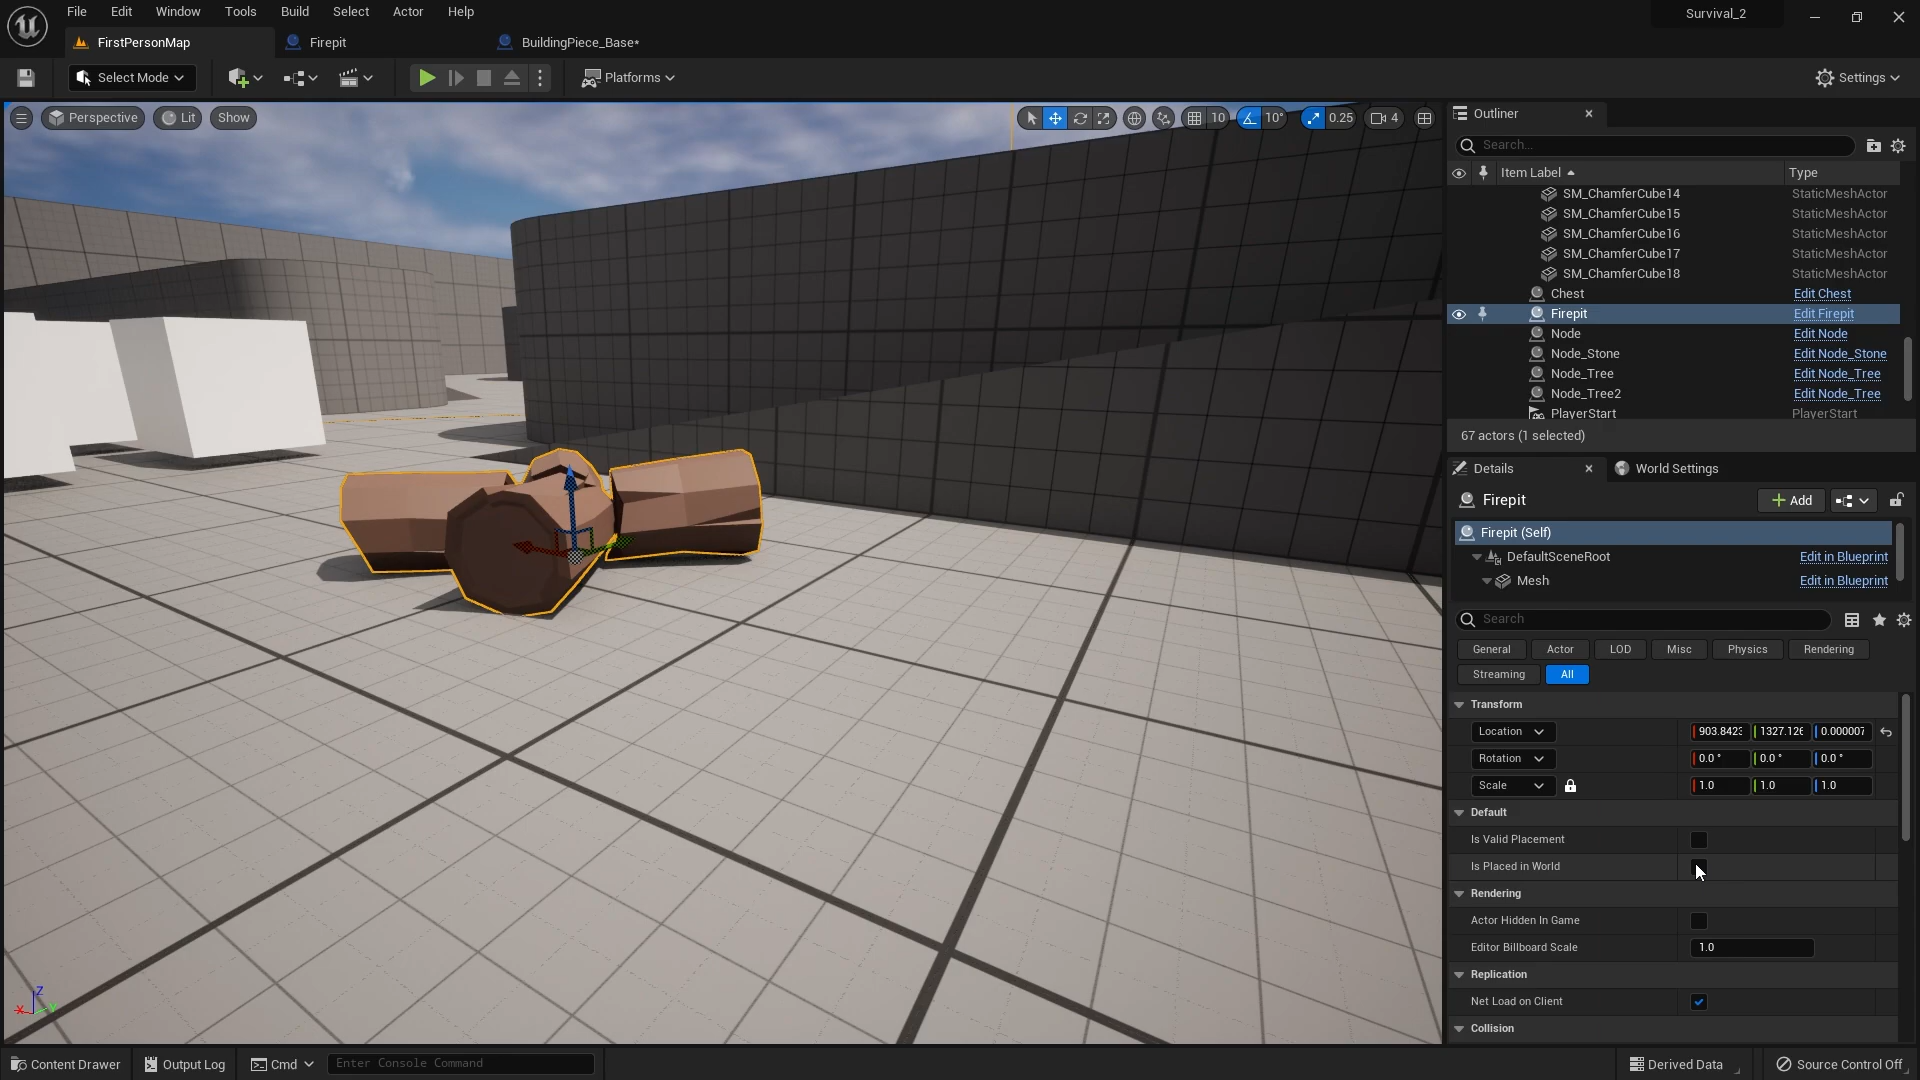 File Edit Window Tools Build Select Actor Help
Survival_2
FirstPersonMap Firepit BuildingPiece_Base*
Select Mode Platforms Settings
Perspective Lit Show 10 10° 0.25 4
Outliner
Search...
Item Label Type
SM_ChamferCube14 StaticMeshActor
SM_ChamferCube15 StaticMeshActor
SM_ChamferCube16 StaticMeshActor
SM_ChamferCube17 StaticMeshActor
SM_ChamferCube18 StaticMeshActor
Chest Edit Chest
Firepit Edit Firepit
Node Edit Node
Node_Stone Edit Node_Stone
Node_Tree Edit Node_Tree
Node_Tree2 Edit Node_Tree
PlayerStart PlayerStart
67 actors (1 selected)
Details World Settings
Firepit Add
Firepit (Self)
DefaultSceneRoot Edit in Blueprint
Mesh Edit in Blueprint
Search
General Actor LOD Misc Physics Rendering
Streaming All
Transform
Location 903.8423 1327.126 0.000007
Rotation 0.0 ° 0.0 ° 0.0 °
Scale 1.0 1.0 1.0
Default
Is Valid Placement
Is Placed in World
Rendering
Actor Hidden In Game
Editor Billboard Scale 1.0
Replication
Net Load on Client
Collision
Z
X Y
Content Drawer Output Log Cmd Enter Console Command Derived Data Source Control Off